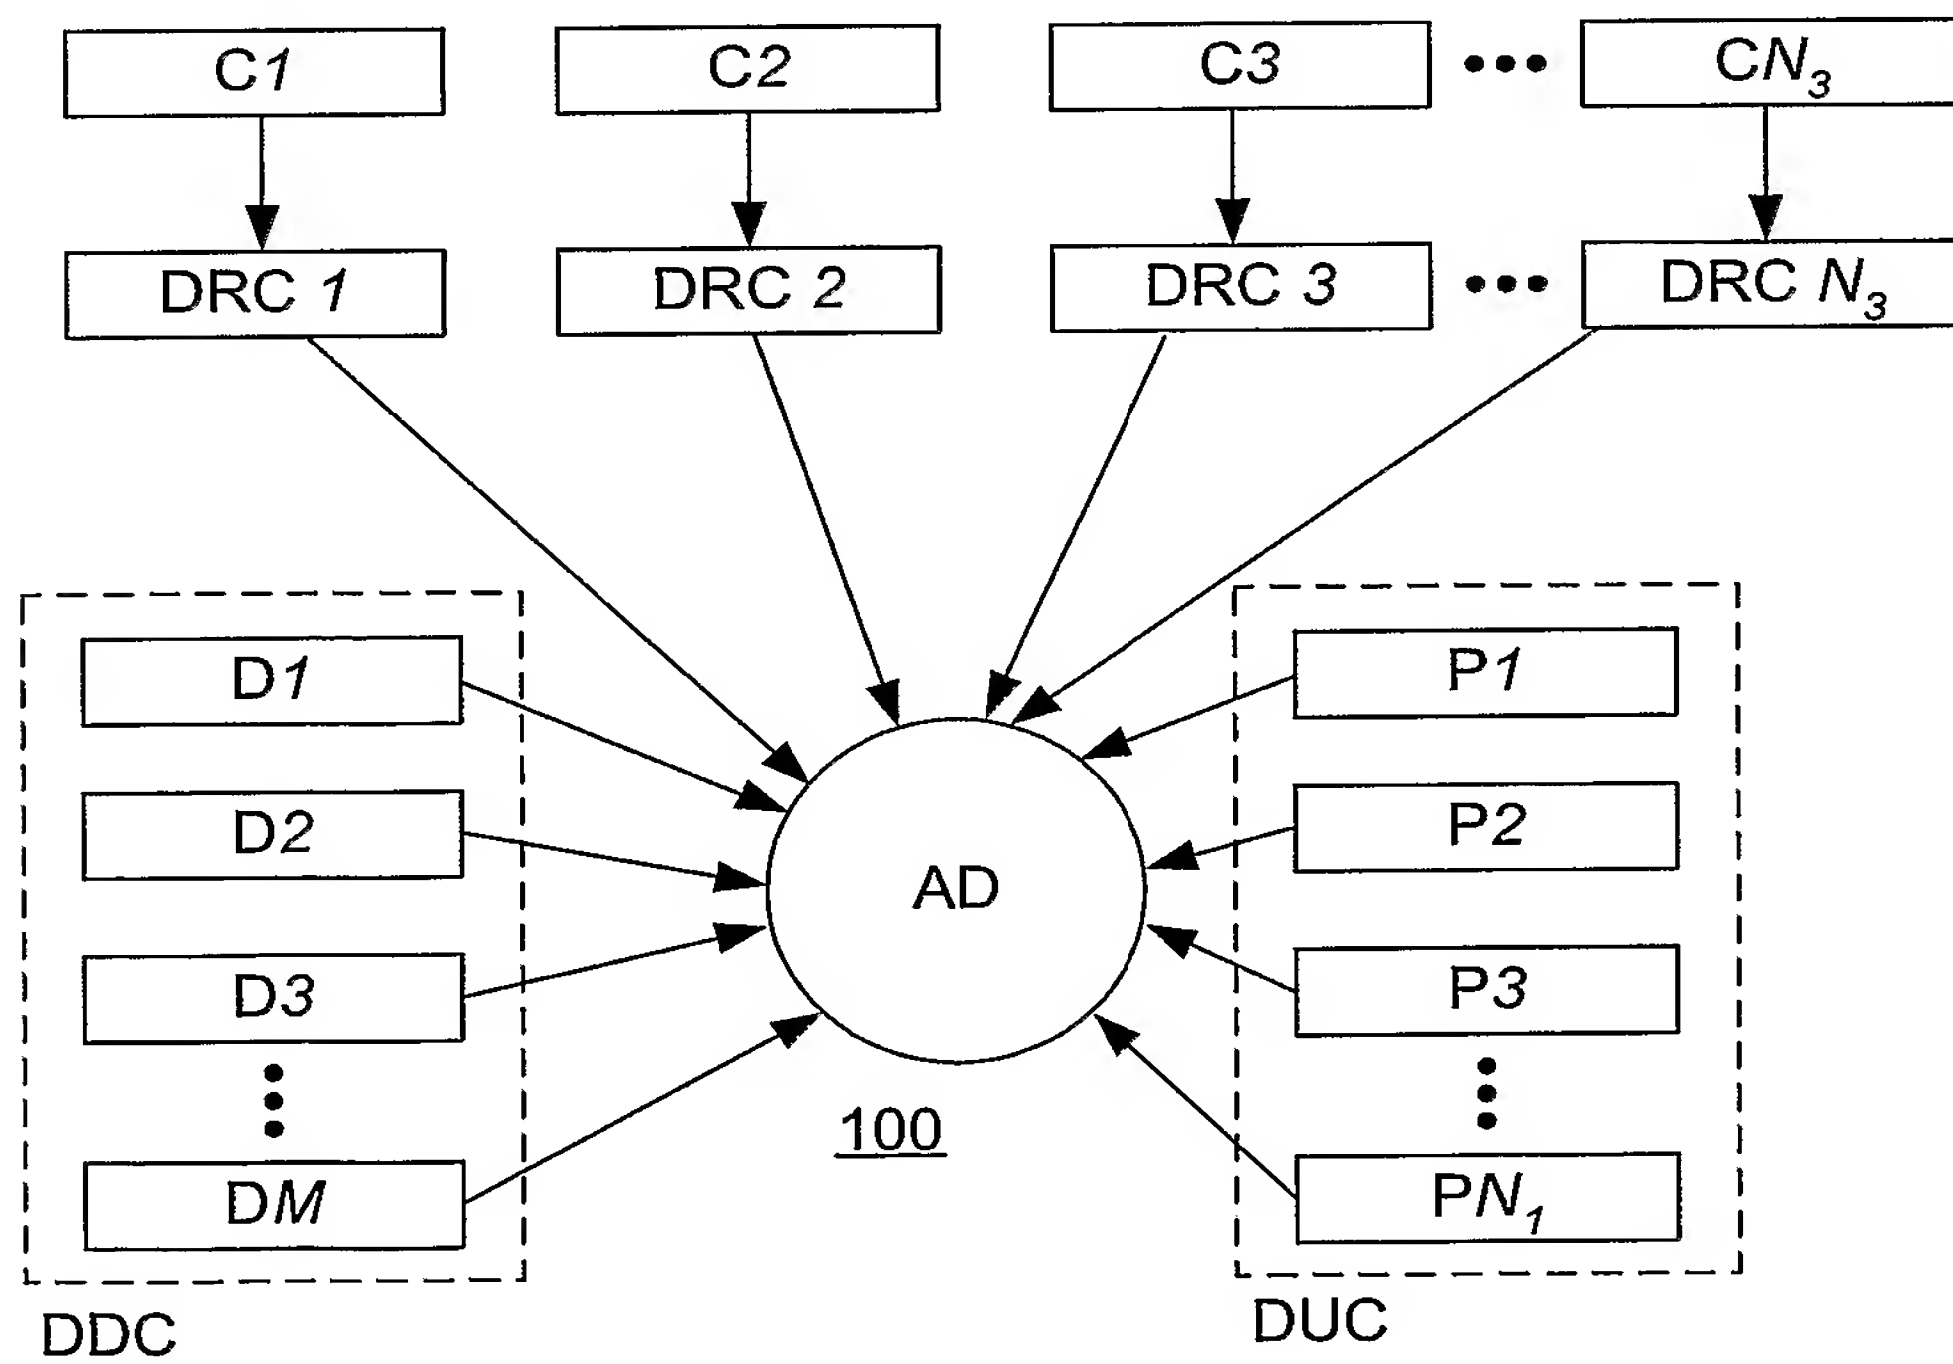 C1 C2 C3 ••• CN₃
DRC 1 DRC 2 DRC 3 ••• DRC N₃
D1
D2
D3
DM
DDC
AD
100
P1
P2
P3
PN₁
DUC